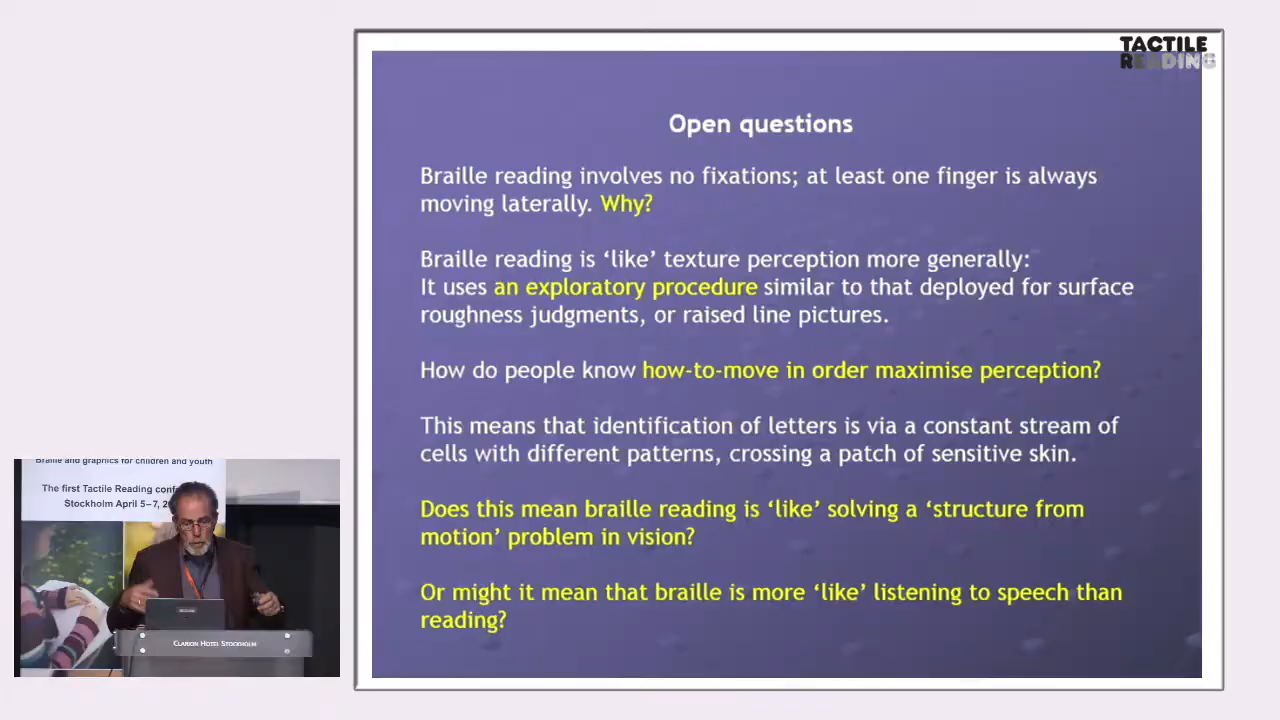 TACTILE
READING
Open questions
Braille reading involves no fixations; at least one finger is always
moving laterally. Why?
Braille reading is ‘like’ texture perception more generally:
It uses an exploratory procedure similar to that deployed for surface
roughness judgments, or raised line pictures.
How do people know how-to-move in order maximise perception?
This means that identification of letters is via a constant stream of
cells with different patterns, crossing a patch of sensitive skin.
Does this mean braille reading is ‘like’ solving a ‘structure from
motion’ problem in vision?
Or might it mean that braille is more ‘like’ listening to speech than
reading?
Braille and graphics for children and youth
The first Tactile Reading
Stockholm April 5–7,
CLARION HOTEL STOCKHOLM